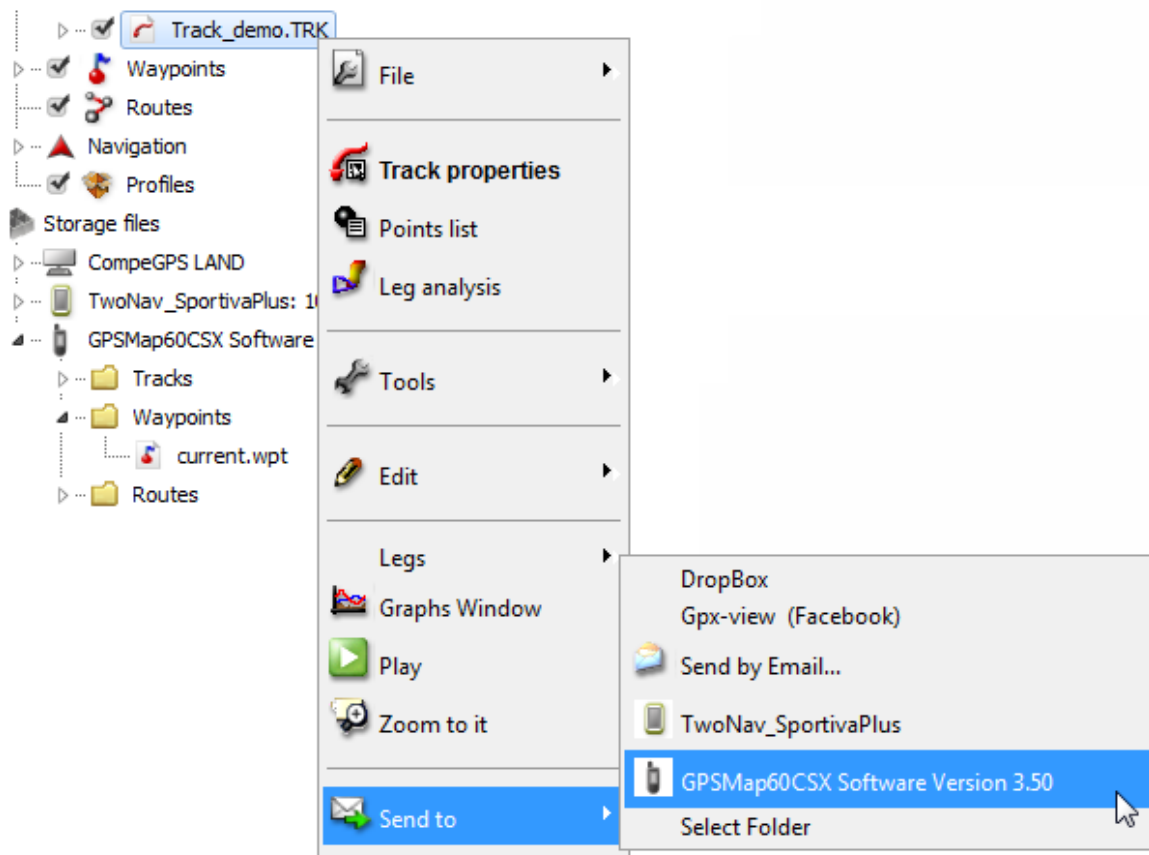 Track_demo.TRK
Waypoints
Routes
Navigation
Profiles
Storage files
CompeGPS LAND
TwoNav_SportivaPlus:
GPSMap60CSX Software
Tracks
Waypoints
current.wpt
Routes
File
Track properties
Points list
Leg analysis
Tools
Edit
Legs
Graphs Window
Play
Zoom to it
Send to
DropBox
Gpx-view (Facebook)
Send by Email...
TwoNav_SportivaPlus
GPSMap60CSX Software Version 3.50
Select Folder